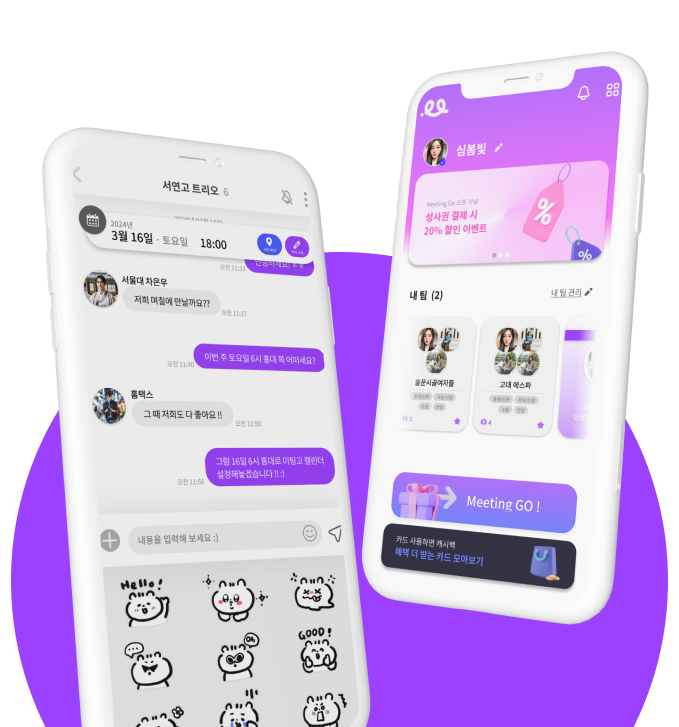 서연고 트리오 6
2024년
3월 16일 · 토요일 18:00
오전 11:33
서울대 차은우
저희 며칠에 만날까요??
오전 11:37
이번 주 토요일 6시 홍대 쪽 어떠세요?
오전 11:40
홈택스
그 때 저희도 다 좋아요 !!
오전 11:50
그럼 16일 6시 홍대로 미팅고 캘린더
설정해놓겠습니다 !! :)
오전 11:56
내용을 입력해 보세요 :)
Hello!
Oh
GOOD!
심봄빛
Meeting Go 오픈 기념
성사권 결제 시
20% 할인 이벤트
%
%
내 팀 (2)
내 팀 관리
술꾼시골여자들
고대 에스파
3
4
Meeting GO !
카드 사용하면 캐시백
혜택 더 받는 카드 모아보기